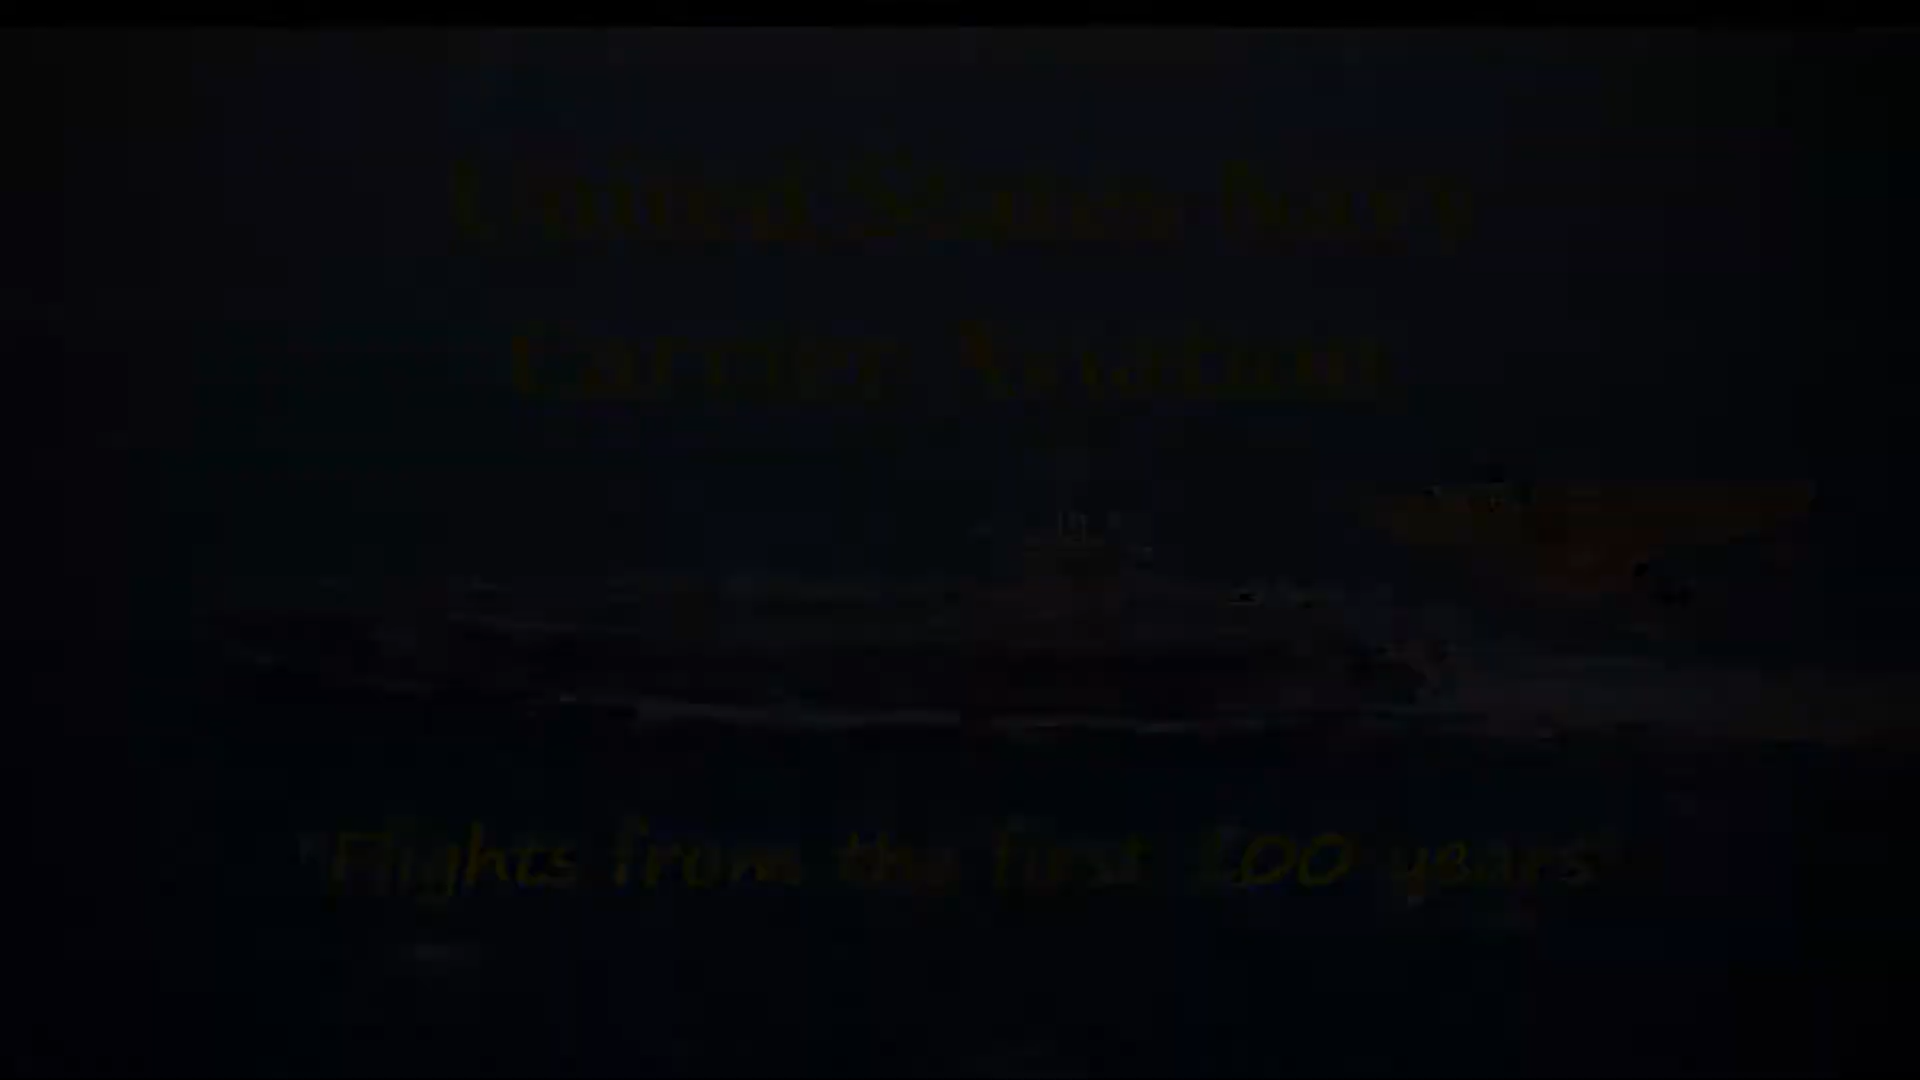 United States Navy
Carrier Aviation
"Flights from the first 100 years"